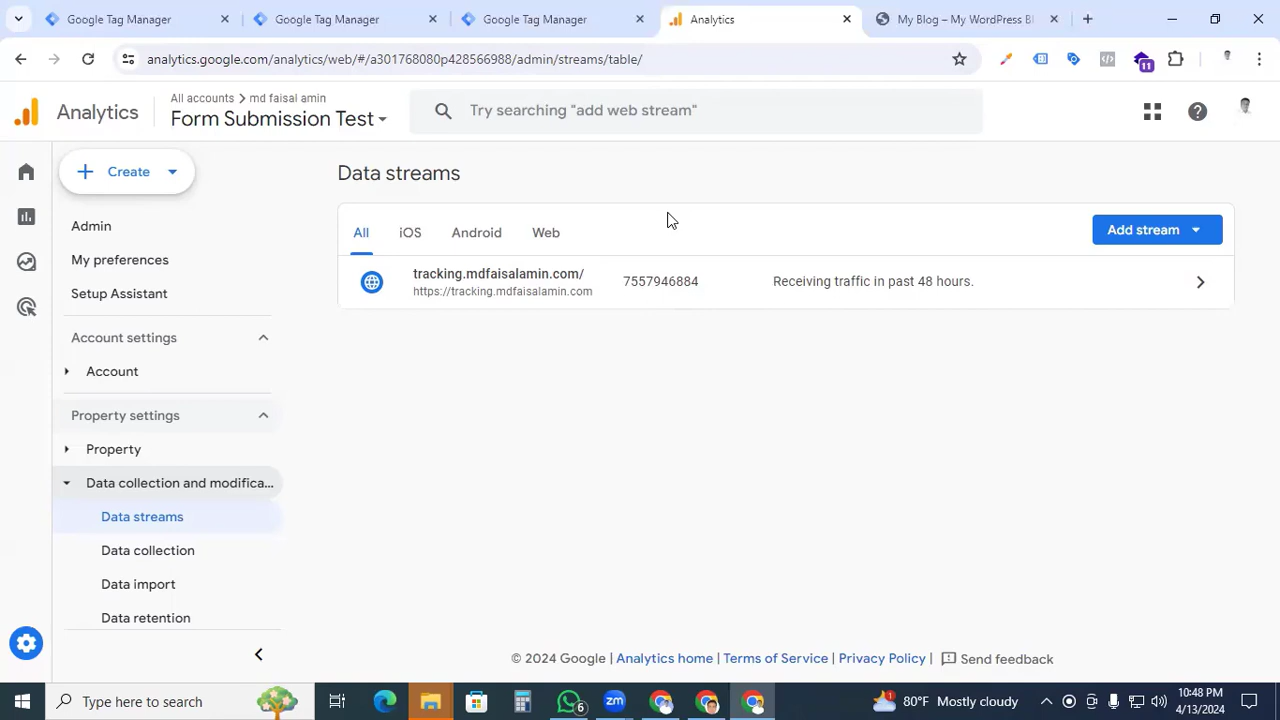 Google Tag Manager
Google Tag Manager
Google Tag Manager
Analytics
My Blog – My WordPress Bl
analytics.google.com/analytics/web/#/a301768080p428566988/admin/streams/table/
11
Analytics
All accounts > md faisal amin
Form Submission Test
Try searching "add web stream"
Create
Admin
My preferences
Setup Assistant
Account settings
Account
Property settings
Property
Data collection and modifica...
Data streams
Data collection
Data import
Data retention
Data streams
All
iOS
Android
Web
Add stream
tracking.mdfaisalamin.com/
https://tracking.mdfaisalamin.com
7557946884
Receiving traffic in past 48 hours.
© 2024 Google | Analytics home | Terms of Service | Privacy Policy | Send feedback
Type here to search
6
zm
80°F Mostly cloudy
10:48 PM
4/13/2024